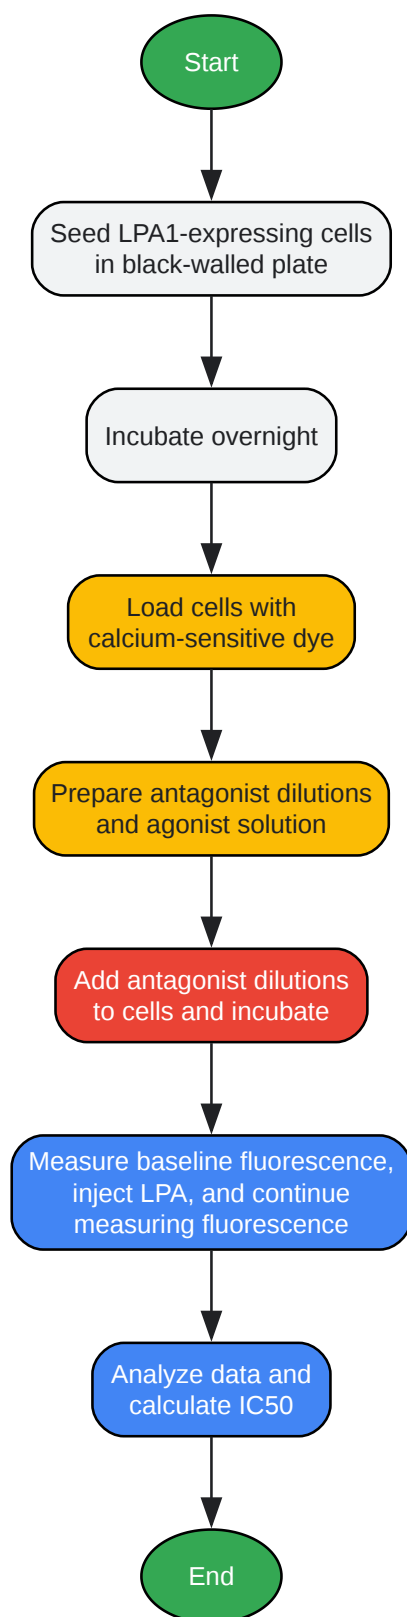 Start
Seed LPA1-expressing cells
in black-walled plate
Incubate overnight
Load cells with
calcium-sensitive dye
Prepare antagonist dilutions
and agonist solution
Add antagonist dilutions
to cells and incubate
Measure baseline fluorescence,
inject LPA, and continue
measuring fluorescence
Analyze data and
calculate IC50
End